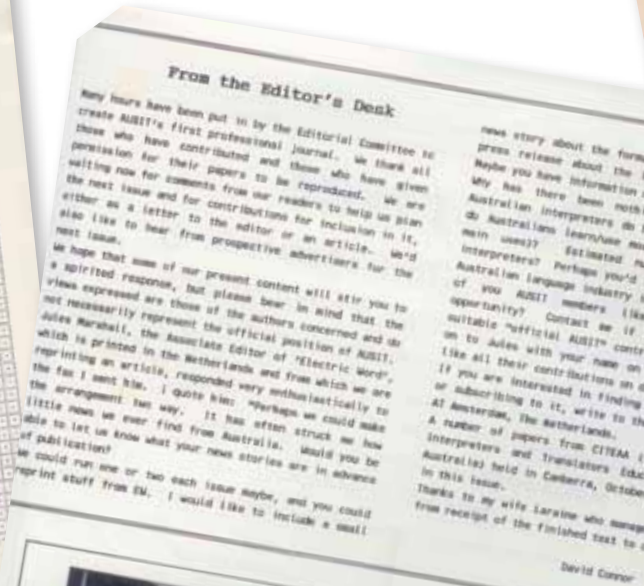 From the Editor's Desk
Many hours have been put in by the Editorial Committee to
create AUSIT's first professional journal. We thank all
those who have contributed and those who have given
permission for their papers to be reproduced. We are
waiting now for comments from our readers to help us plan
the next issue and for contributions for inclusion in it,
either as a letter to the editor or an article. We'd
also like to hear from prospective advertisers for the
next issue.
We hope that some of our present content will stir you to
a spirited response, but please bear in mind that the
views expressed are those of the authors concerned and do
not necessarily represent the official position of AUSIT.
Jules Marshall, the Associate Editor of "Electric Word",
which is printed in the Netherlands and from which we are
reprinting an article, responded very enthusiastically to
the fax I sent him. I quote him: "Perhaps we could make
the arrangement two way. It has often struck me how
little news we ever find from Australia. Would you be
able to let us know what your news stories are in advance
of publication?
We could run one or two each issue maybe, and you could
reprint stuff from EW. I would like to include a small
news story about the
press release about the
Maybe you have information
Why has there been
Australian interpreters do
do Australians learn/use
main uses)? Estimated
interpreters? Perhaps you'd
Australian language industry
of you AUSIT members
opportunity? Contact me if
suitable "official AUSIT"
on to Jules with your name on
like all their contributions
If you are interested in finding
or subscribing to it, write to
AT Amsterdam, The Netherlands.
A number of papers from CITEAA
Interpreters and Translators
Australia) held in Canberra,
in this issue.
Thanks to my wife Laraine who
from receipt of the finished text to
David Connor